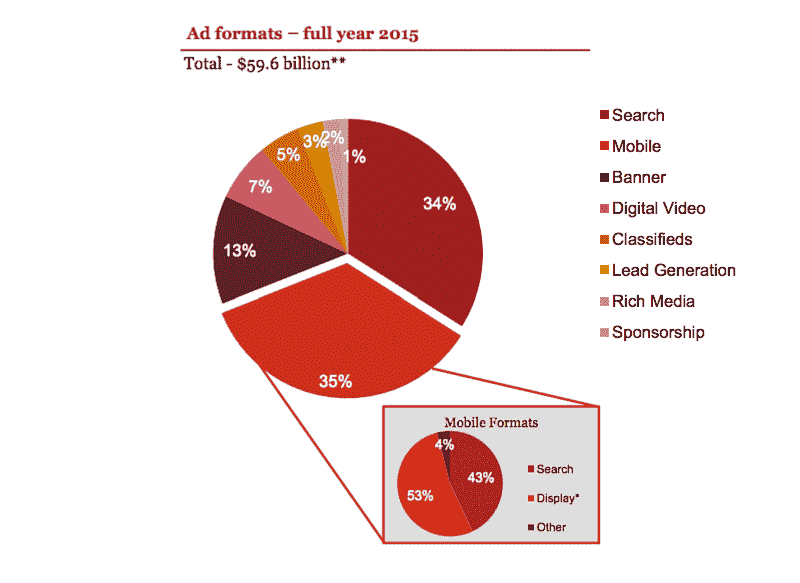 Ad formats – full year 2015
Total - $59.6 billion**
Search
Mobile
Banner
Digital Video
Classifieds
Lead Generation
Rich Media
Sponsorship
34%
35%
13%
7%
5%
3%
2%
1%
Mobile Formats
43%
53%
4%
Search
Display*
Other